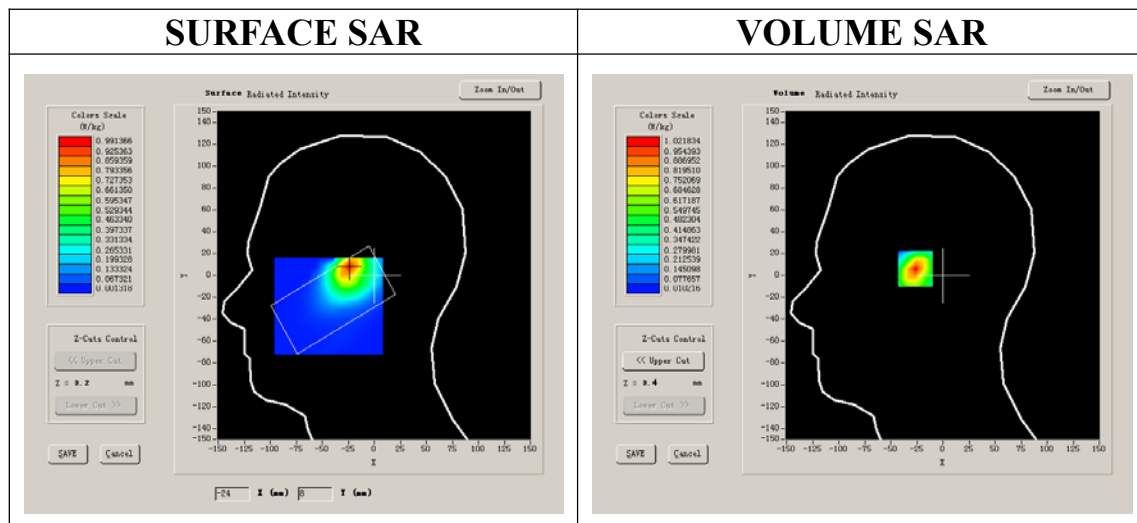 SURFACE SAR
VOLUME SAR
Surface Radiated Intensity
Zoom In/Out
Colors Scale
(W/kg)
0.991366
0.925363
0.859359
0.793356
0.727353
0.661350
0.595347
0.529344
0.463340
0.397337
0.331334
0.265331
0.199328
0.133324
0.067321
0.001318
150
140
120
100
80
60
40
20
0
-20
-40
-60
-80
-100
-120
-140
-150
Y
-150 -125 -100 -75 -50 -25 0 25 50 75 100 125 150
X
Z-Cuts Control
<< Upper Cut
Z = 9.2 mm
Lower Cut >>
SAVE Cancel
-24 X (mm) 8 Y (mm)
Volume Radiated Intensity
Zoom In/Out
Colors Scale
(W/kg)
1.021834
0.954393
0.886952
0.819510
0.752069
0.684628
0.617187
0.549745
0.482304
0.414863
0.347422
0.279981
0.212539
0.145098
0.077657
0.010216
150
140
120
100
80
60
40
20
0
-20
-40
-60
-80
-100
-120
-140
-150
-150 -125 -100 -75 -50 -25 0 25 50 75 100 125 150
X
Z-Cuts Control
<< Upper Cut
mm
Lower Cut >>
SAVE Cancel